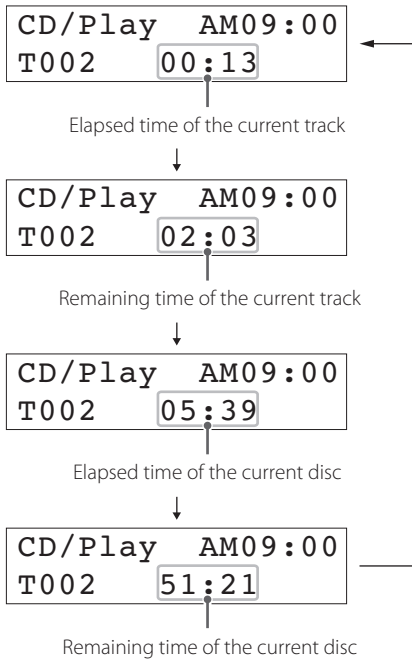 CD/Play AM09:00
T002 00:13
Elapsed time of the current track
CD/Play AM09:00
T002 02:03
Remaining time of the current track
CD/Play AM09:00
T002 05:39
Elapsed time of the current disc
CD/Play AM09:00
T002 51:21
Remaining time of the current disc